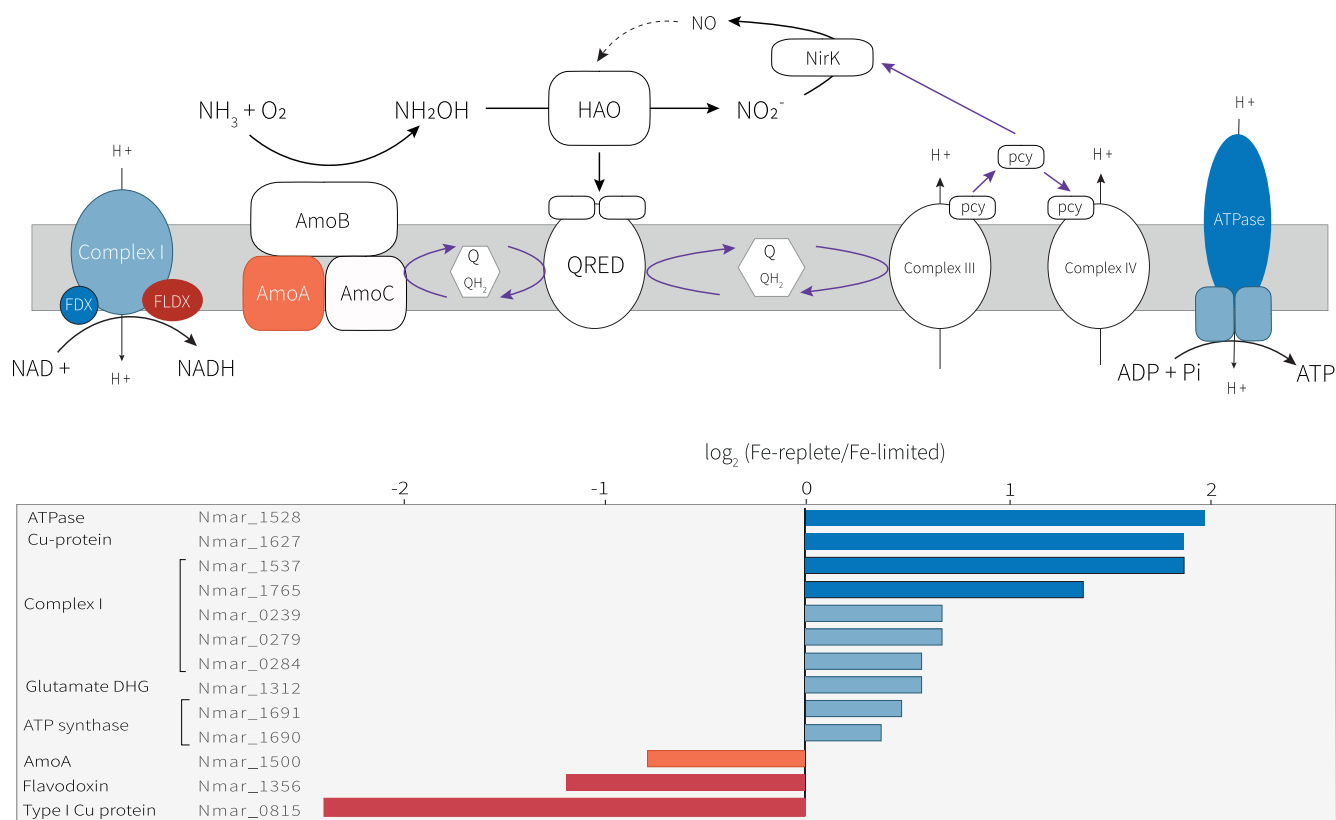 NO
NirK
NH3 + O2
NH2OH
HAO
NO2-
H+
H+
pcy
H+
H+
pcy
pcy
AmoB
ATPase
Complex I
Q
QH2
QRED
Q
QH2
Complex III
Complex IV
FDX
FLDX
AmoA
AmoC
NAD +
H+
NADH
ADP + Pi
H+
ATP
log2 (Fe-replete/Fe-limited)
-2 -1 0 1 2
ATPase Nmar_1528
Cu-protein Nmar_1627
Nmar_1537
Nmar_1765
Complex I
Nmar_0239
Nmar_0279
Nmar_0284
Glutamate DHG Nmar_1312
Nmar_1691
ATP synthase
Nmar_1690
AmoA Nmar_1500
Flavodoxin Nmar_1356
Type I Cu protein Nmar_0815